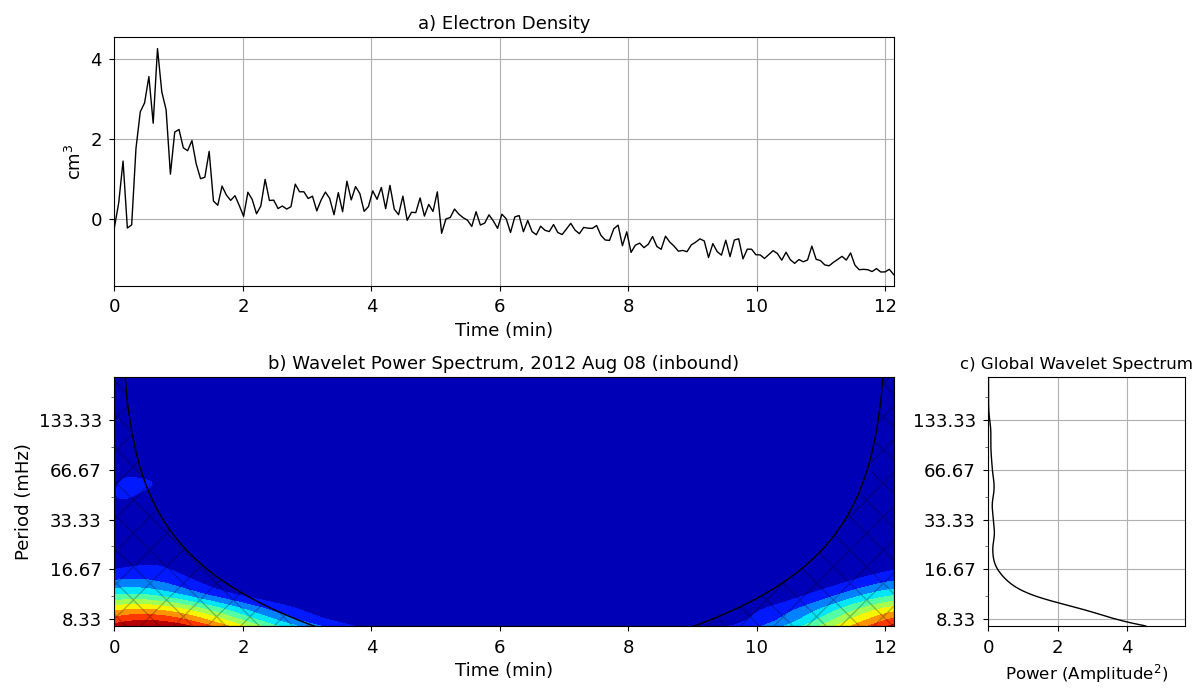 a) Electron Density
4
2
0
cm³
0 2 4 6 8 10 12
Time (min)
b) Wavelet Power Spectrum, 2012 Aug 08 (inbound)
133.33
66.67
33.33
16.67
8.33
Period (mHz)
0 2 4 6 8 10 12
Time (min)
c) Global Wavelet Spectrum
133.33
66.67
33.33
16.67
8.33
0 2 4
Power (Amplitude²)